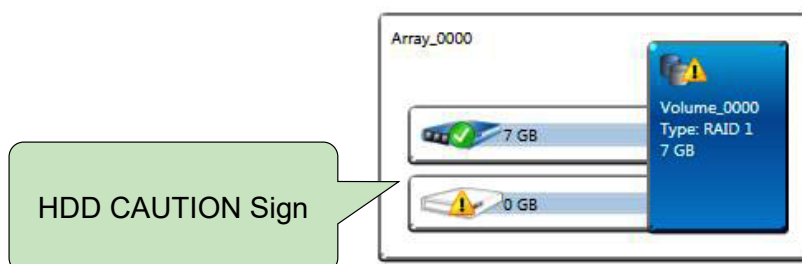 Array_0000
Volume_0000
Type: RAID 1
7 GB
7 GB
0 GB
HDD CAUTION Sign